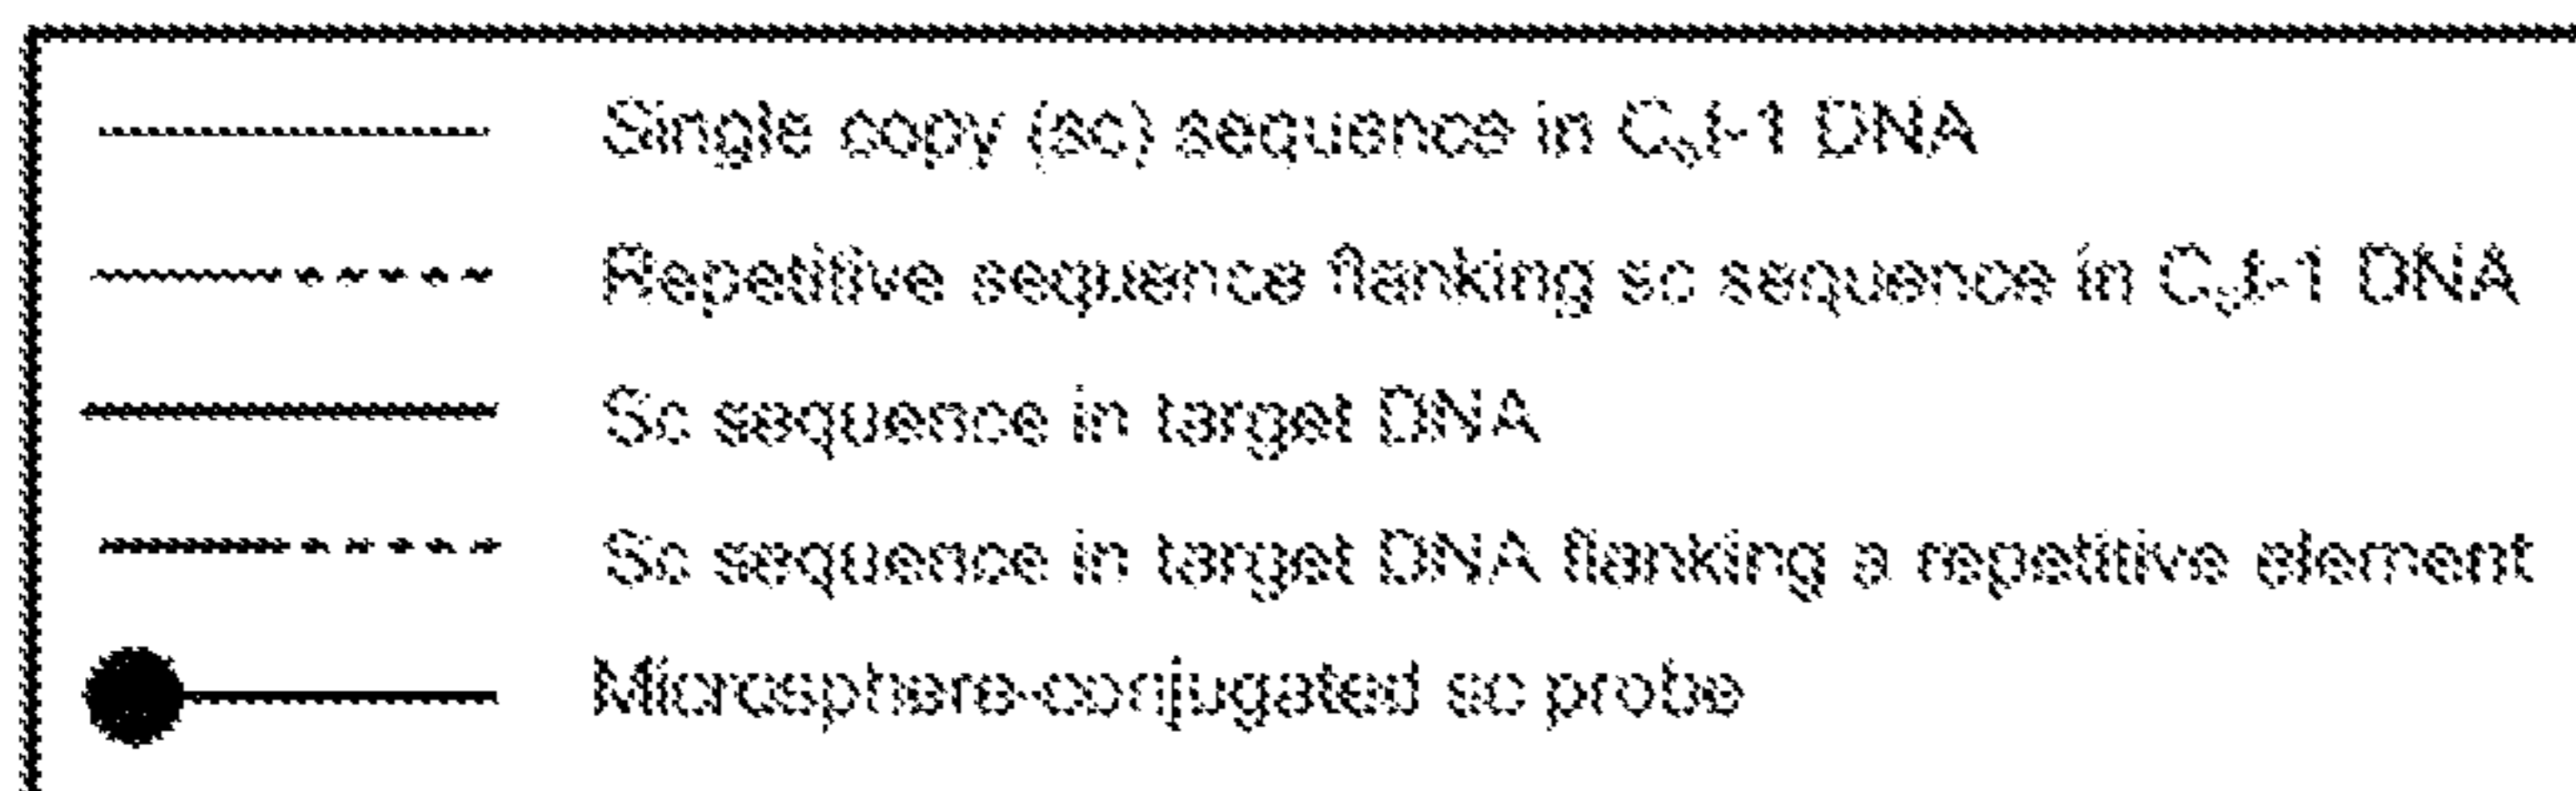 Single copy (sc) sequence in C₀t-1 DNA
Repetitive sequence flanking sc sequence in C₀t-1 DNA
Sc sequence in target DNA
Sc sequence in target DNA flanking a repetitive element
Microsphere-conjugated sc probe